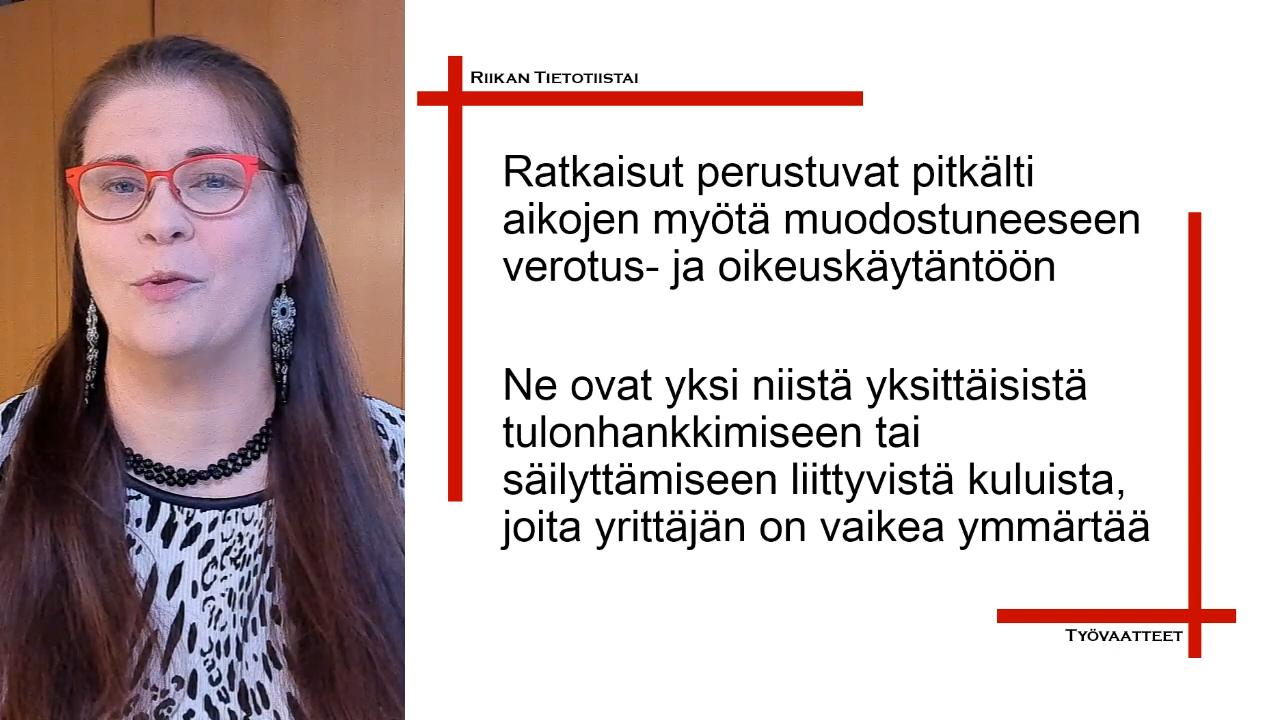 Riikan Tietotiistai
Ratkaisut perustuvat pitkälti
aikojen myötä muodostuneeseen
verotus- ja oikeuskäytäntöön
Ne ovat yksi niistä yksittäisistä
tulonhankkimiseen tai
säilyttämiseen liittyvistä kuluista,
joita yrittäjän on vaikea ymmärtää
Työvaatteet